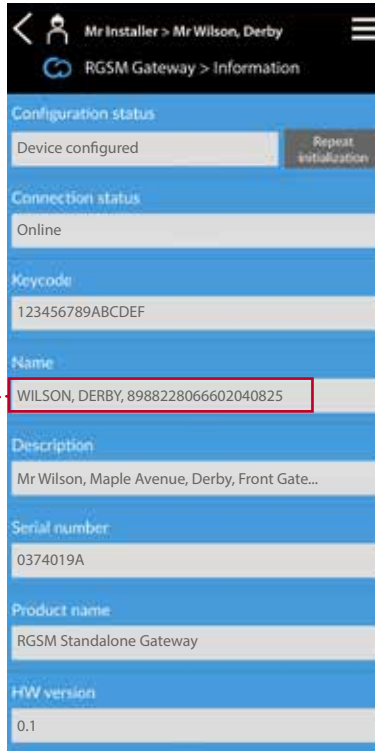 Mr Installer > Mr Wilson, Derby
RGSM Gateway > Information
Configuration status
Device configured
Repeat
initialization
Connection status
Online
Keycode
123456789ABCDEF
Name
WILSON, DERBY, 8988228066602040825
Description
Mr Wilson, Maple Avenue, Derby, Front Gate...
Serial number
0374019A
Product name
RGSM Standalone Gateway
HW version
0.1